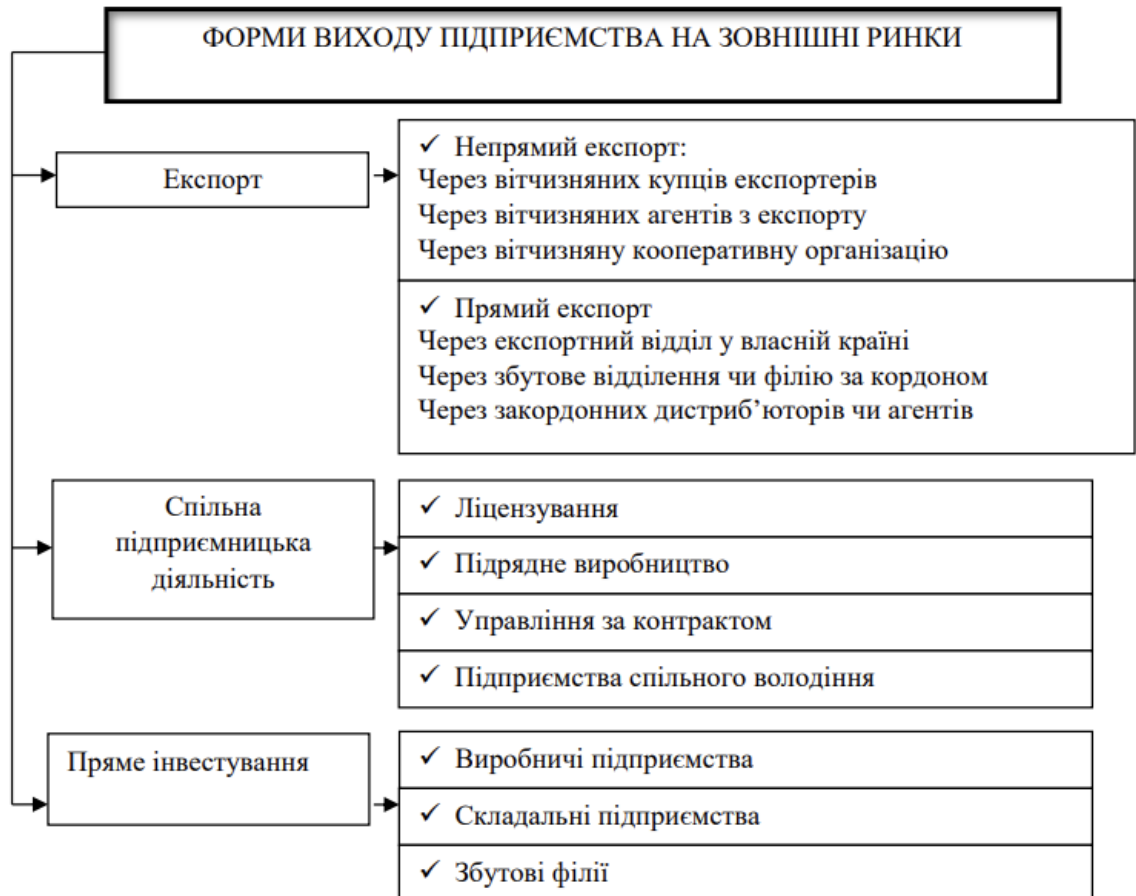 ФОРМИ ВИХОДУ ПІДПРИЄМСТВА НА ЗОВНІШНІ РИНКИ
Експорт
✓ Непрямий експорт:
Через вітчизняних купців експортерів
Через вітчизняних агентів з експорту
Через вітчизняну кооперативну організацію
✓ Прямий експорт
Через експортний відділ у власній країні
Через збутове відділення чи філію за кордоном
Через закордонних дистриб’юторів чи агентів
Спільна
підприємницька
діяльність
✓ Ліцензування
✓ Підрядне виробництво
✓ Управління за контрактом
✓ Підприємства спільного володіння
Пряме інвестування
✓ Виробничі підприємства
✓ Складальні підприємства
✓ Збутові філії